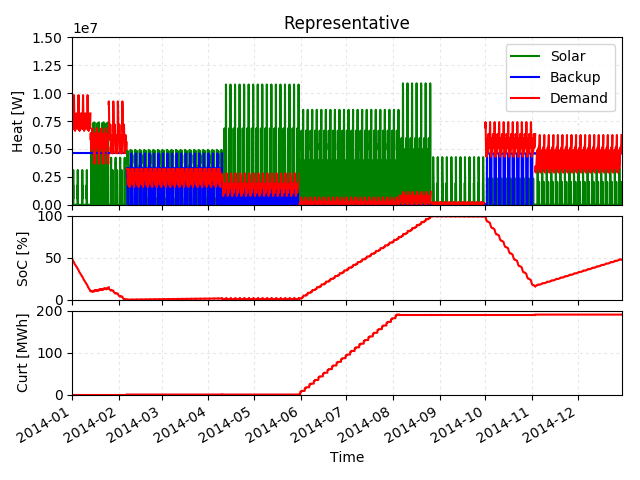 Representative
1e7
1.50
1.25
1.00
0.75
0.50
0.25
0.00
Heat [W]
Solar
Backup
Demand
100
50
0
SoC [%]
200
100
0
Curt [MWh]
2014-01
2014-02
2014-03
2014-04
2014-05
2014-06
2014-07
2014-08
2014-09
2014-10
2014-11
2014-12
Time